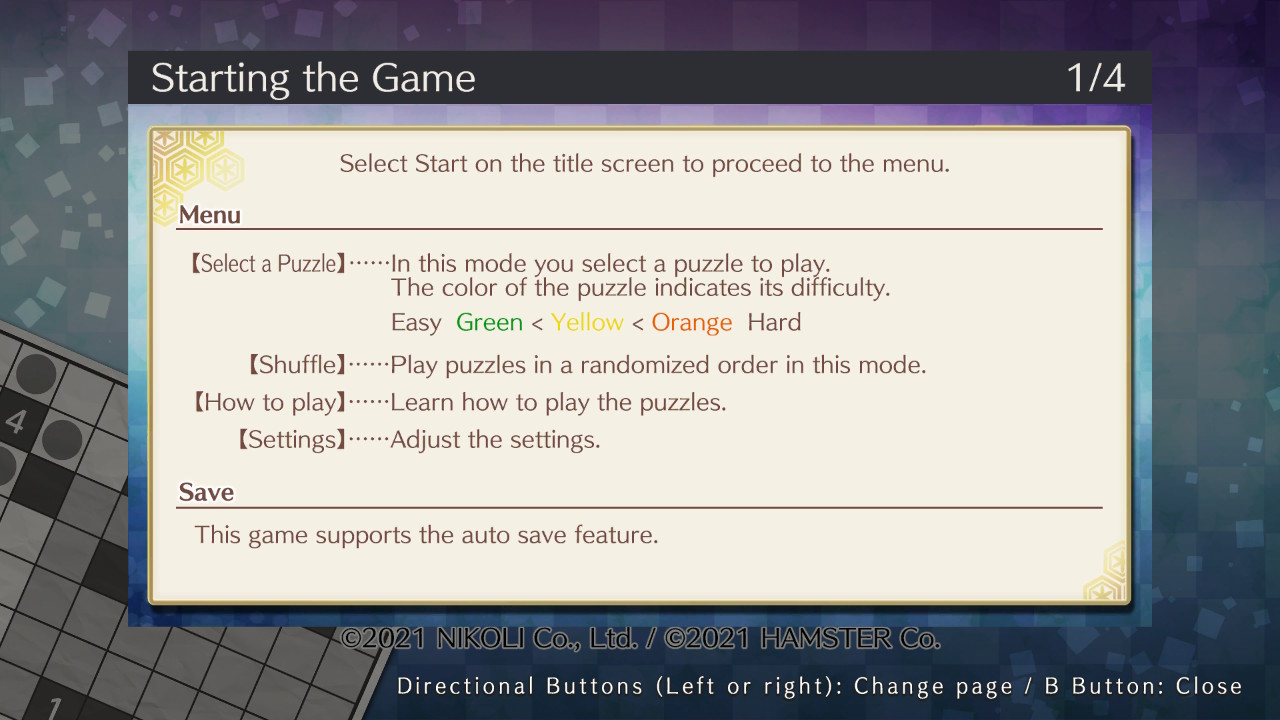 Starting the Game 1/4
Select Start on the title screen to proceed to the menu.
Menu
【Select a Puzzle】⋯⋯In this mode you select a puzzle to play.
The color of the puzzle indicates its difficulty.
Easy Green < Yellow < Orange Hard
【Shuffle】⋯⋯Play puzzles in a randomized order in this mode.
【How to play】⋯⋯Learn how to play the puzzles.
【Settings】⋯⋯Adjust the settings.
Save
This game supports the auto save feature.
4
1
©2021 NIKOLI Co., Ltd. / ©2021 HAMSTER Co.
Directional Buttons (Left or right): Change page / B Button: Close